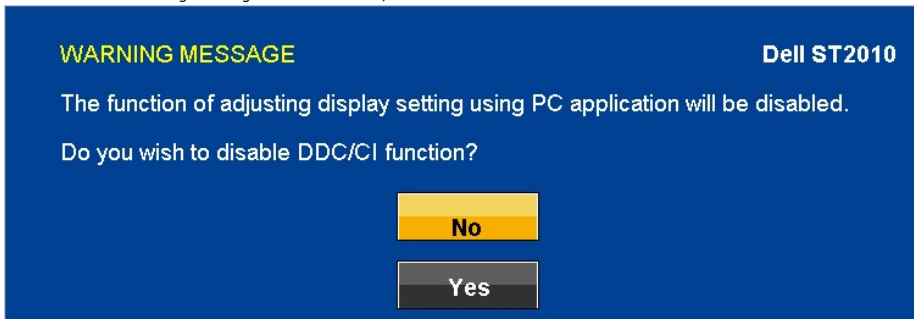 WARNING MESSAGE Dell ST2010
The function of adjusting display setting using PC application will be disabled.
Do you wish to disable DDC/CI function?
No
Yes